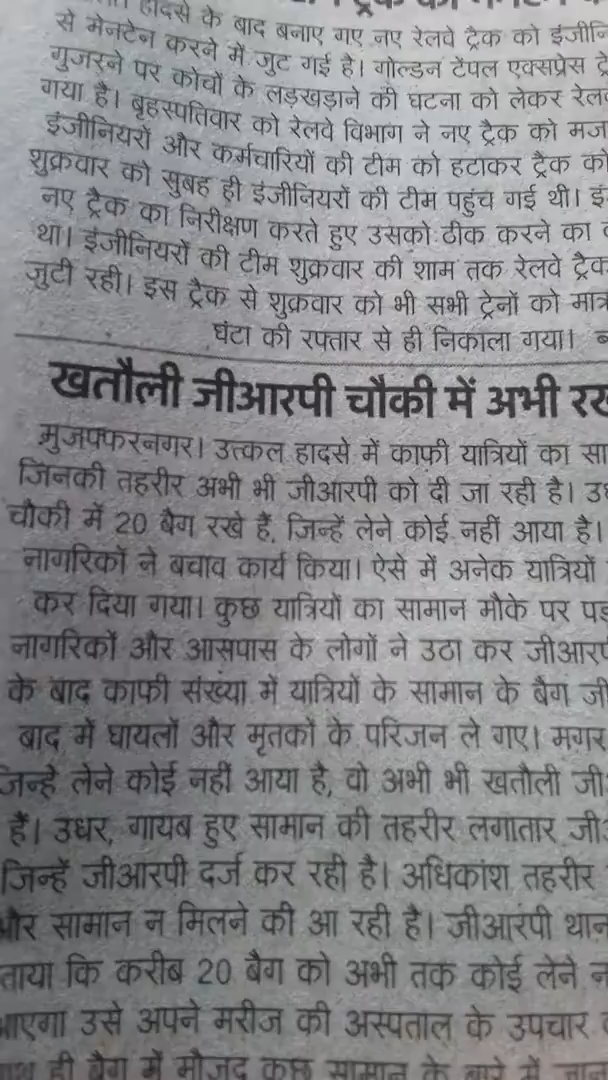 हादसे के बाद बनाए गए नए रेलवे ट्रैक को
से मेनटेन करने में जुट गई है। गोल्डन टेंपल एक्सप्रेस
गुजरने पर कोचों के लड़खड़ाने की घटना को लेकर
गया है। बृहस्पतिवार को रेलवे विभाग ने नए ट्रैक को
इंजीनियरों और कर्मचारियों की टीम को हटाकर ट्रैक को
शुक्रवार को सुबह ही इंजीनियरों की टीम पहुंच गई थी।
नए ट्रैक का निरीक्षण करते हुए उसको ठीक करने का
था। इंजीनियरों की टीम शुक्रवार की शाम तक रेलवे ट्रैक
जुटी रही। इस ट्रैक से शुक्रवार को भी सभी ट्रेनों को
घंटा की रफ्तार से ही निकाला गया।
खतौली जीआरपी चौकी में अभी
मुजफ्फरनगर। उत्कल हादसे में काफी यात्रियों का
जिनकी तहरीर अभी भी जीआरपी को दी जा रही है।
चौकी में 20 बैग रखे हैं, जिन्हें लेने कोई नहीं आया है।
नागरिकों ने बचाव कार्य किया। ऐसे में अनेक यात्रियों
कर दिया गया। कुछ यात्रियों का सामान मौके पर
नागरिकों और आसपास के लोगों ने उठा कर
के बाद काफी संख्या में यात्रियों के सामान के बैग
बाद में घायलों और मृतकों के परिजन ले गए। मगर
जिन्हे लेने कोई नहीं आया है, वो अभी भी खतौली
हैं। उधर, गायब हुए सामान की तहरीर लगातार
जिन्हें जीआरपी दर्ज कर रही है। अधिकांश तहरीर
और सामान न मिलने की आ रही है। जीआरपी
कि करीब 20 बैग को अभी तक कोई लेने
उसे अपने मरीज की अस्पताल के उपचार
ही बैग में मौजूद कुछ सामान के बारे में